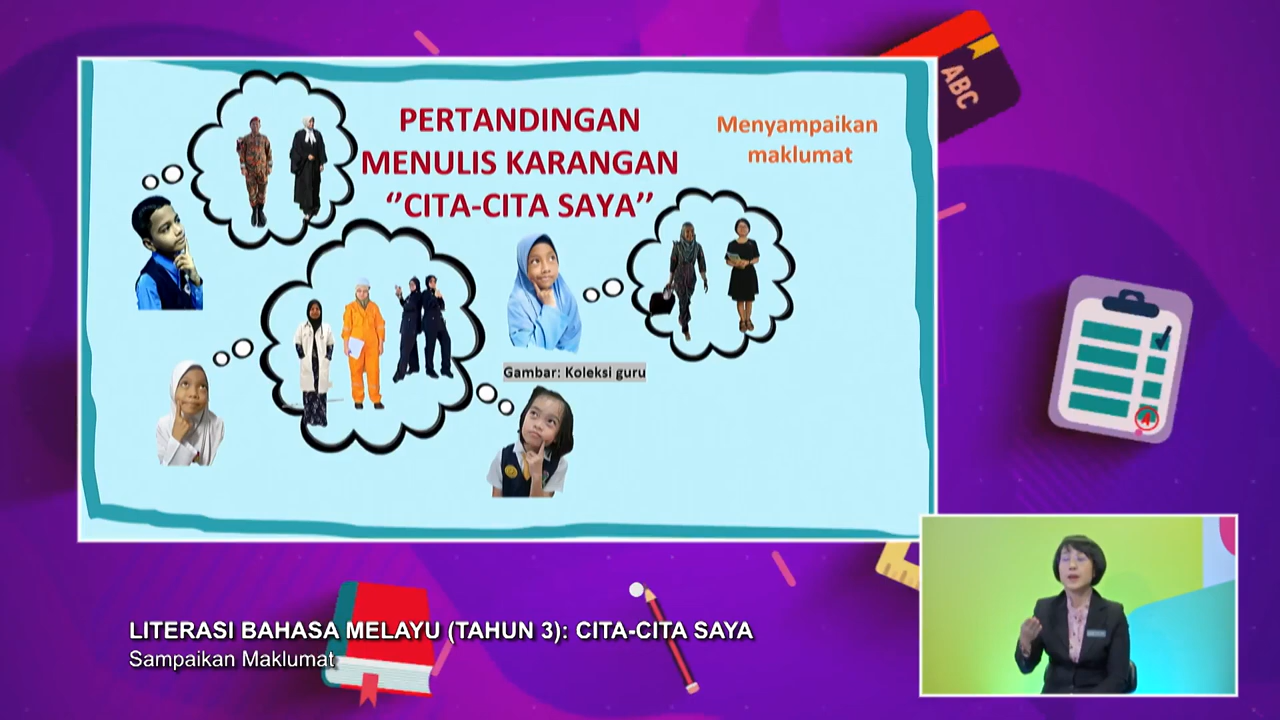 PERTANDINGAN
MENULIS KARANGAN
‘’CITA-CITA SAYA’’
Menyampaikan
maklumat
Gambar: Koleksi guru
ABC
LITERASI BAHASA MELAYU (TAHUN 3): CITA-CITA SAYA
Sampaikan Maklumat